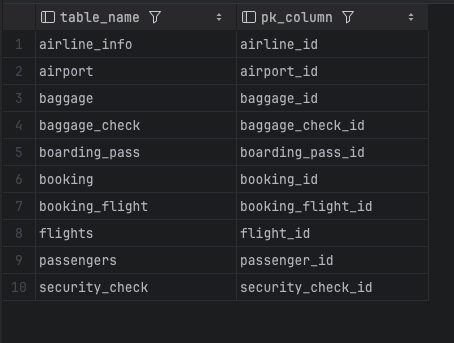 table_name pk_column
1 airline_info airline_id
2 airport airport_id
3 baggage baggage_id
4 baggage_check baggage_check_id
5 boarding_pass boarding_pass_id
6 booking booking_id
7 booking_flight booking_flight_id
8 flights flight_id
9 passengers passenger_id
10 security_check security_check_id